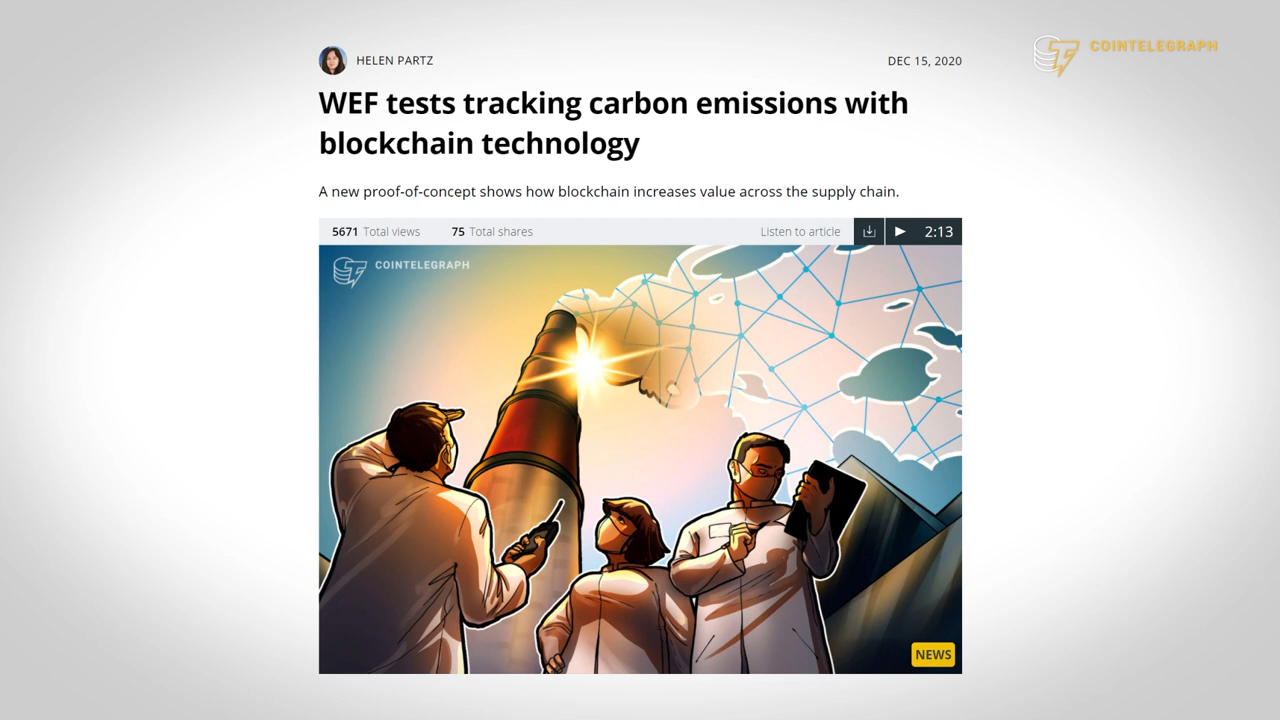 HELEN PARTZ
DEC 15, 2020
COINTELEGRAPH
WEF tests tracking carbon emissions with
blockchain technology
A new proof-of-concept shows how blockchain increases value across the supply chain.
5671 Total views 75 Total shares Listen to article 2:13
COINTELEGRAPH
NEWS